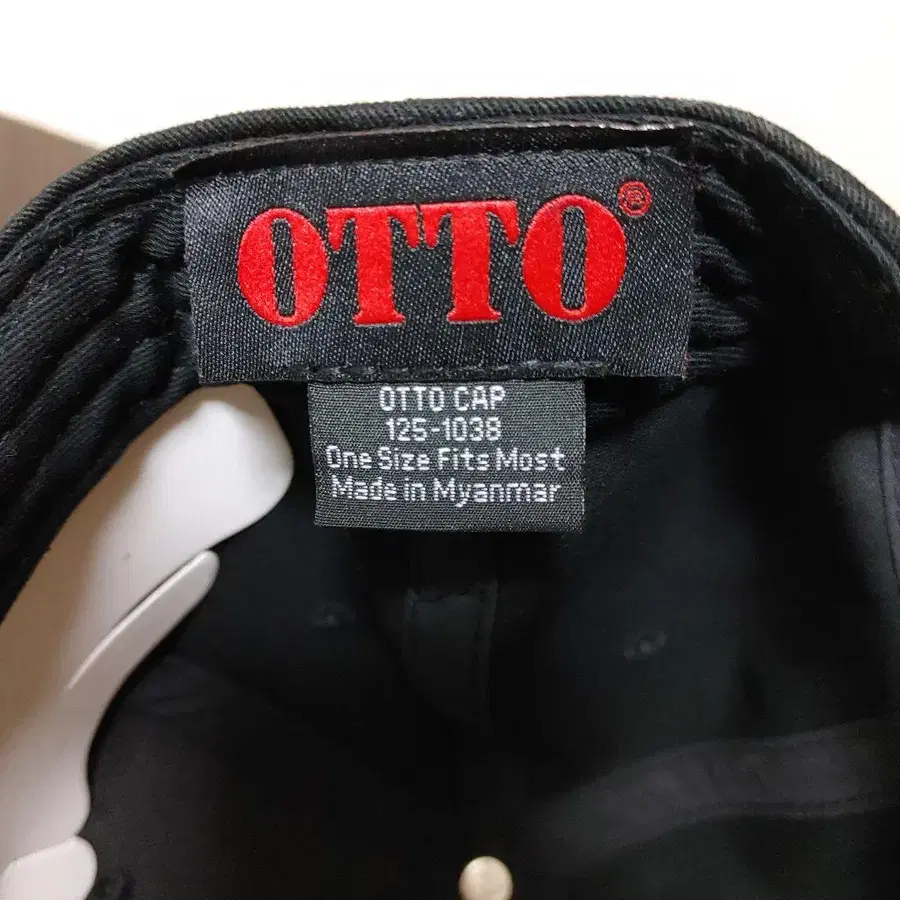 OTTO®
OTTO CAP
125-1038
One Size Fits Most
Made in Myanmar